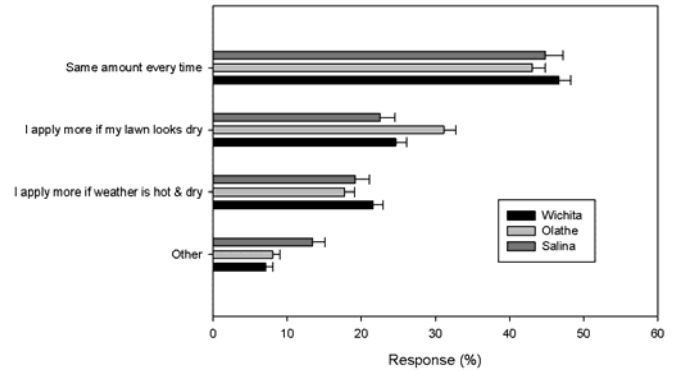 Same amount every time
I apply more if my lawn looks dry
I apply more if weather is hot & dry
Other
Wichita
Olathe
Salina
0 10 20 30 40 50 60
Response (%)